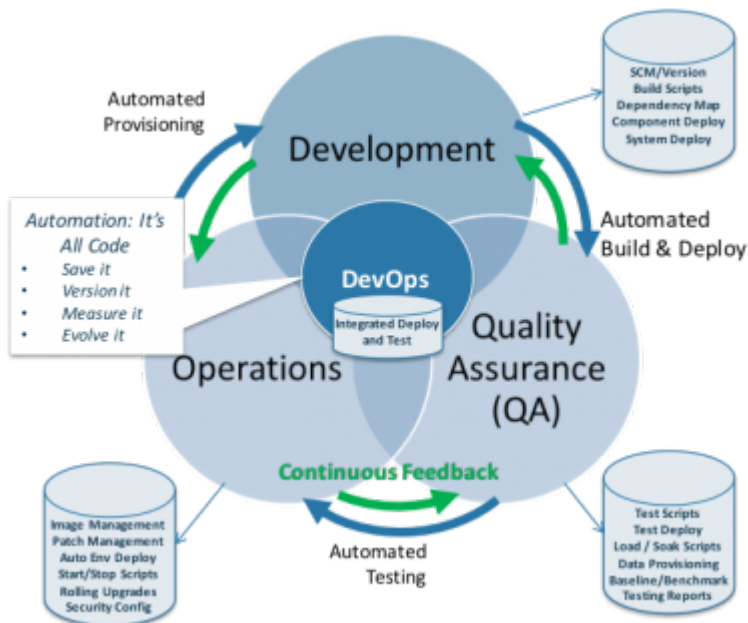 SCM/Version
Build Scripts
Dependency Map
Component Deploy
System Deploy
Automated
Provisioning
Development
Automation: It's
All Code
• Save it
• Version it
• Measure it
• Evolve it
Automated
Build & Deploy
DevOps
Integrated Deploy
and Test
Operations
Quality
Assurance
(QA)
Continuous Feedback
Automated
Testing
Image Management
Patch Management
Auto Env Deploy
Start/Stop Scripts
Rolling Upgrades
Security Config
Test Scripts
Test Deploy
Load / Soak Scripts
Data Provisioning
Baseline/Benchmark
Testing Reports